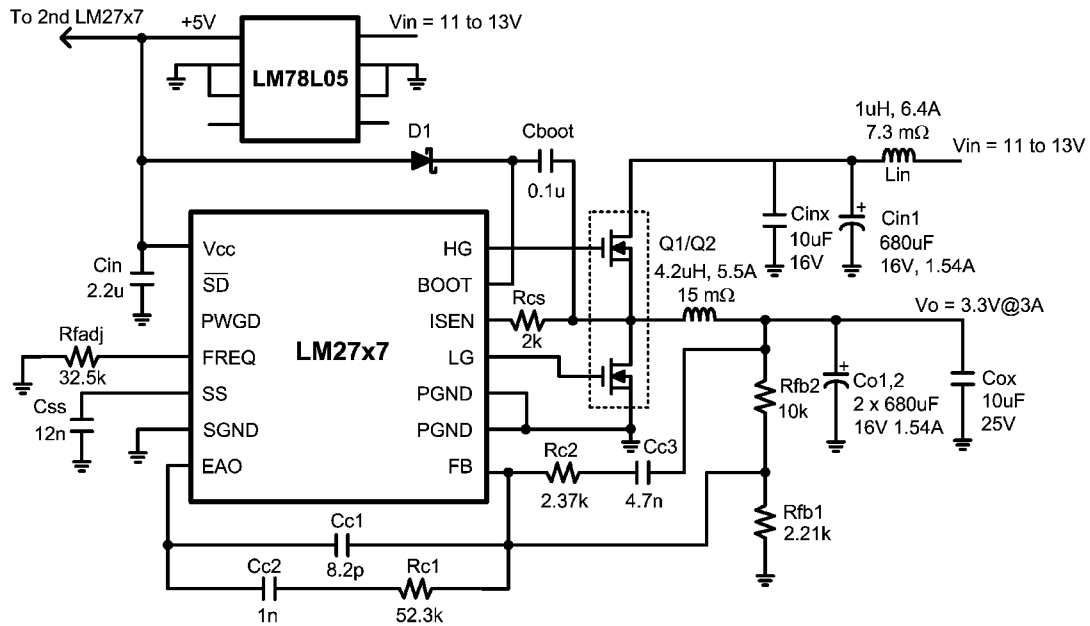 To 2nd LM27x7
+5V
Vin = 11 to 13V
LM78L05
D1
Cboot
0.1u
1uH, 6.4A
7.3 mΩ
Lin
Vin = 11 to 13V
Cinx
10uF
16V
+
Cin1
680uF
16V, 1.54A
Cin
2.2u
Vcc
SD
PWGD
FREQ
SS
SGND
EAO
LM27x7
HG
BOOT
ISEN
LG
PGND
PGND
FB
Rfadj
32.5k
Css
12n
Rcs
2k
Q1/Q2
4.2uH, 5.5A
15 mΩ
Vo = 3.3V@3A
Rfb2
10k
+
Co1,2
2 x 680uF
16V 1.54A
Cox
10uF
25V
Rc2
2.37k
Cc3
4.7n
Rfb1
2.21k
Cc1
8.2p
Cc2
1n
Rc1
52.3k